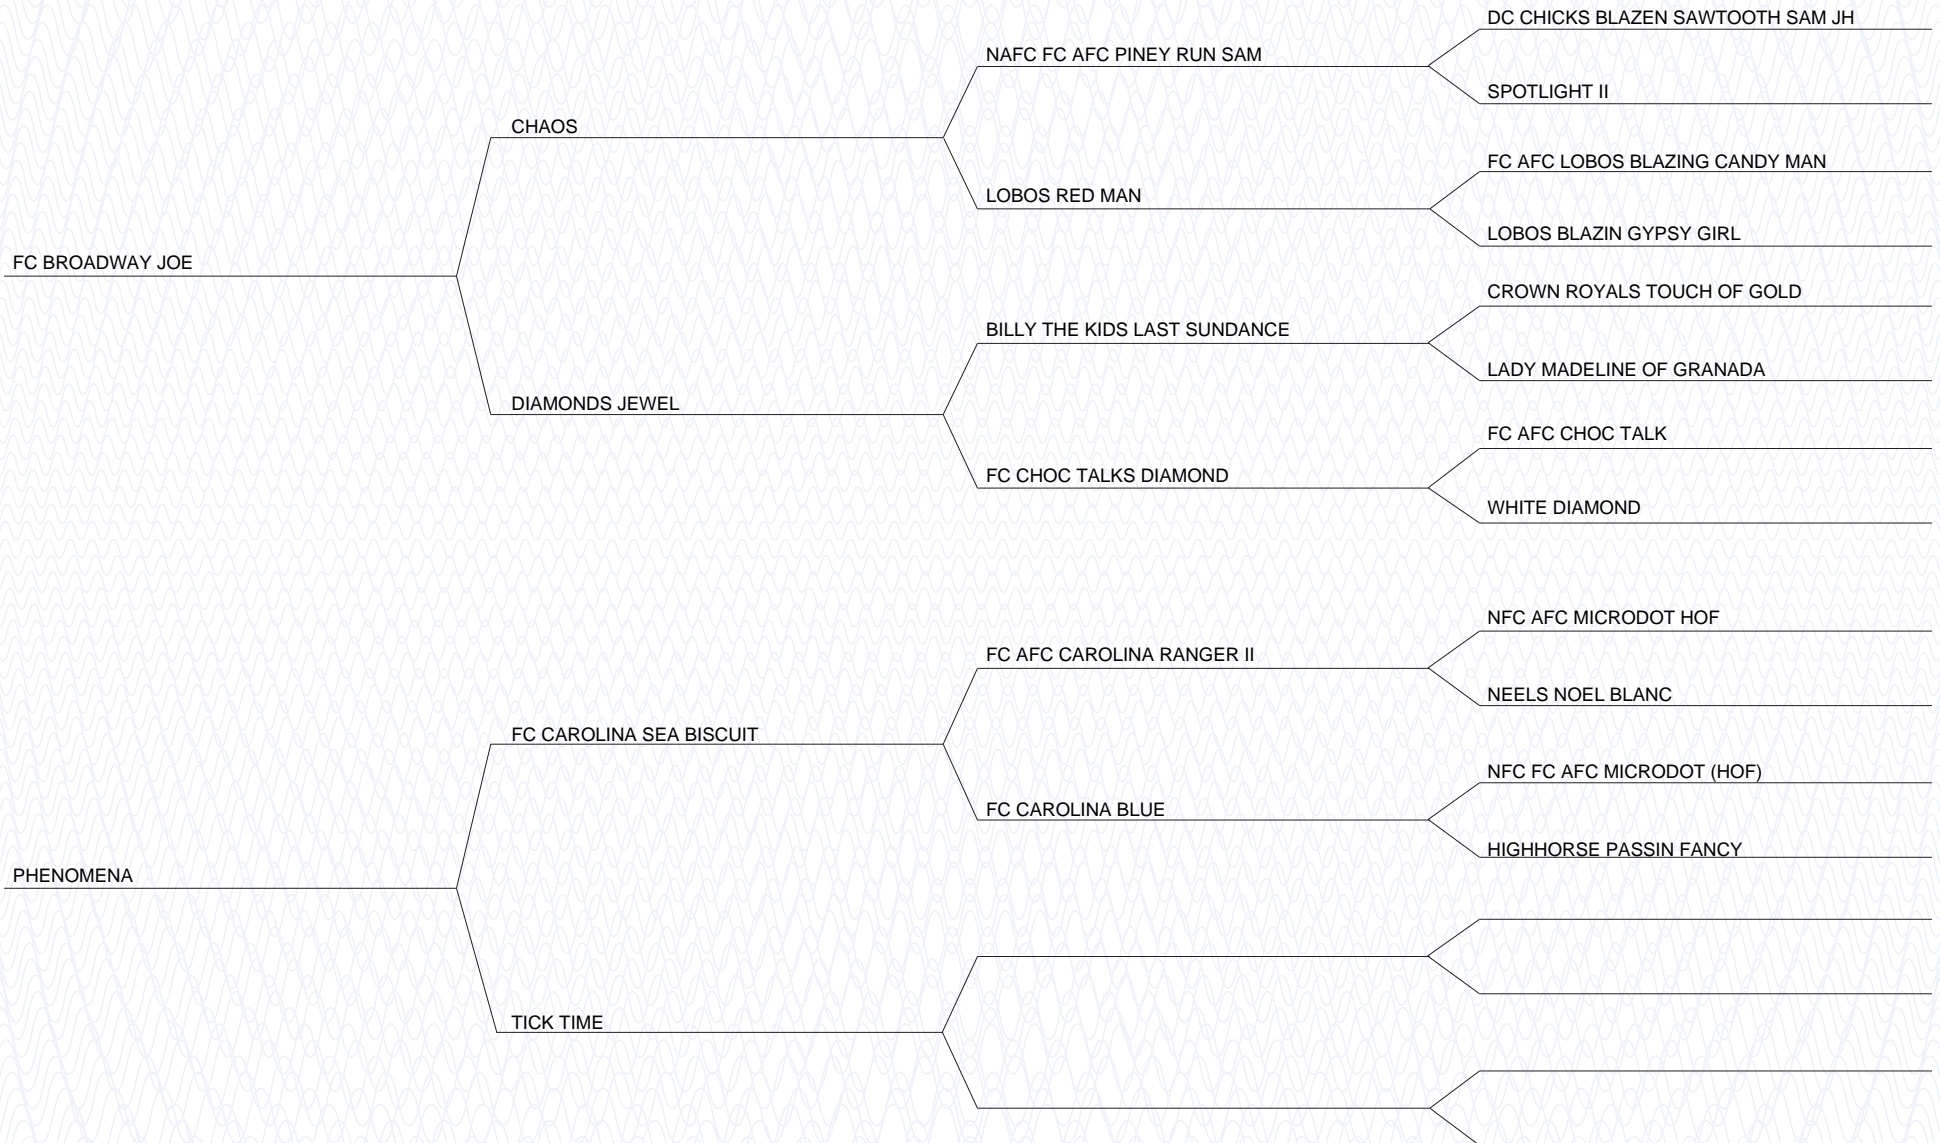 DC CHICKS BLAZEN SAWTOOTH SAM JH
NAFC FC AFC PINEY RUN SAM
SPOTLIGHT II
CHAOS
FC AFC LOBOS BLAZING CANDY MAN
LOBOS RED MAN
LOBOS BLAZIN GYPSY GIRL
FC BROADWAY JOE
CROWN ROYALS TOUCH OF GOLD
BILLY THE KIDS LAST SUNDANCE
LADY MADELINE OF GRANADA
DIAMONDS JEWEL
FC AFC CHOC TALK
FC CHOC TALKS DIAMOND
WHITE DIAMOND
NFC AFC MICRODOT HOF
FC AFC CAROLINA RANGER II
NEELS NOEL BLANC
FC CAROLINA SEA BISCUIT
NFC FC AFC MICRODOT (HOF)
FC CAROLINA BLUE
HIGHHORSE PASSIN FANCY
PHENOMENA
TICK TIME